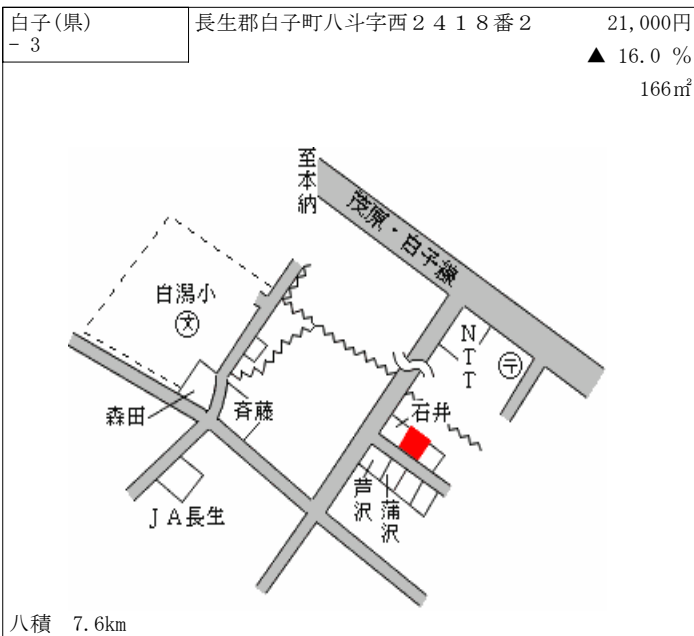 白子(県)
- 3
長生郡白子町八斗字西２４１８番２
21,000円
▲ 16.0 %
166㎡
至本納
茂原・白子線
白潟小
文
NTT
〒
石井
森田
斉藤
芦沢
蒲沢
ＪＡ長生
八積 7.6km